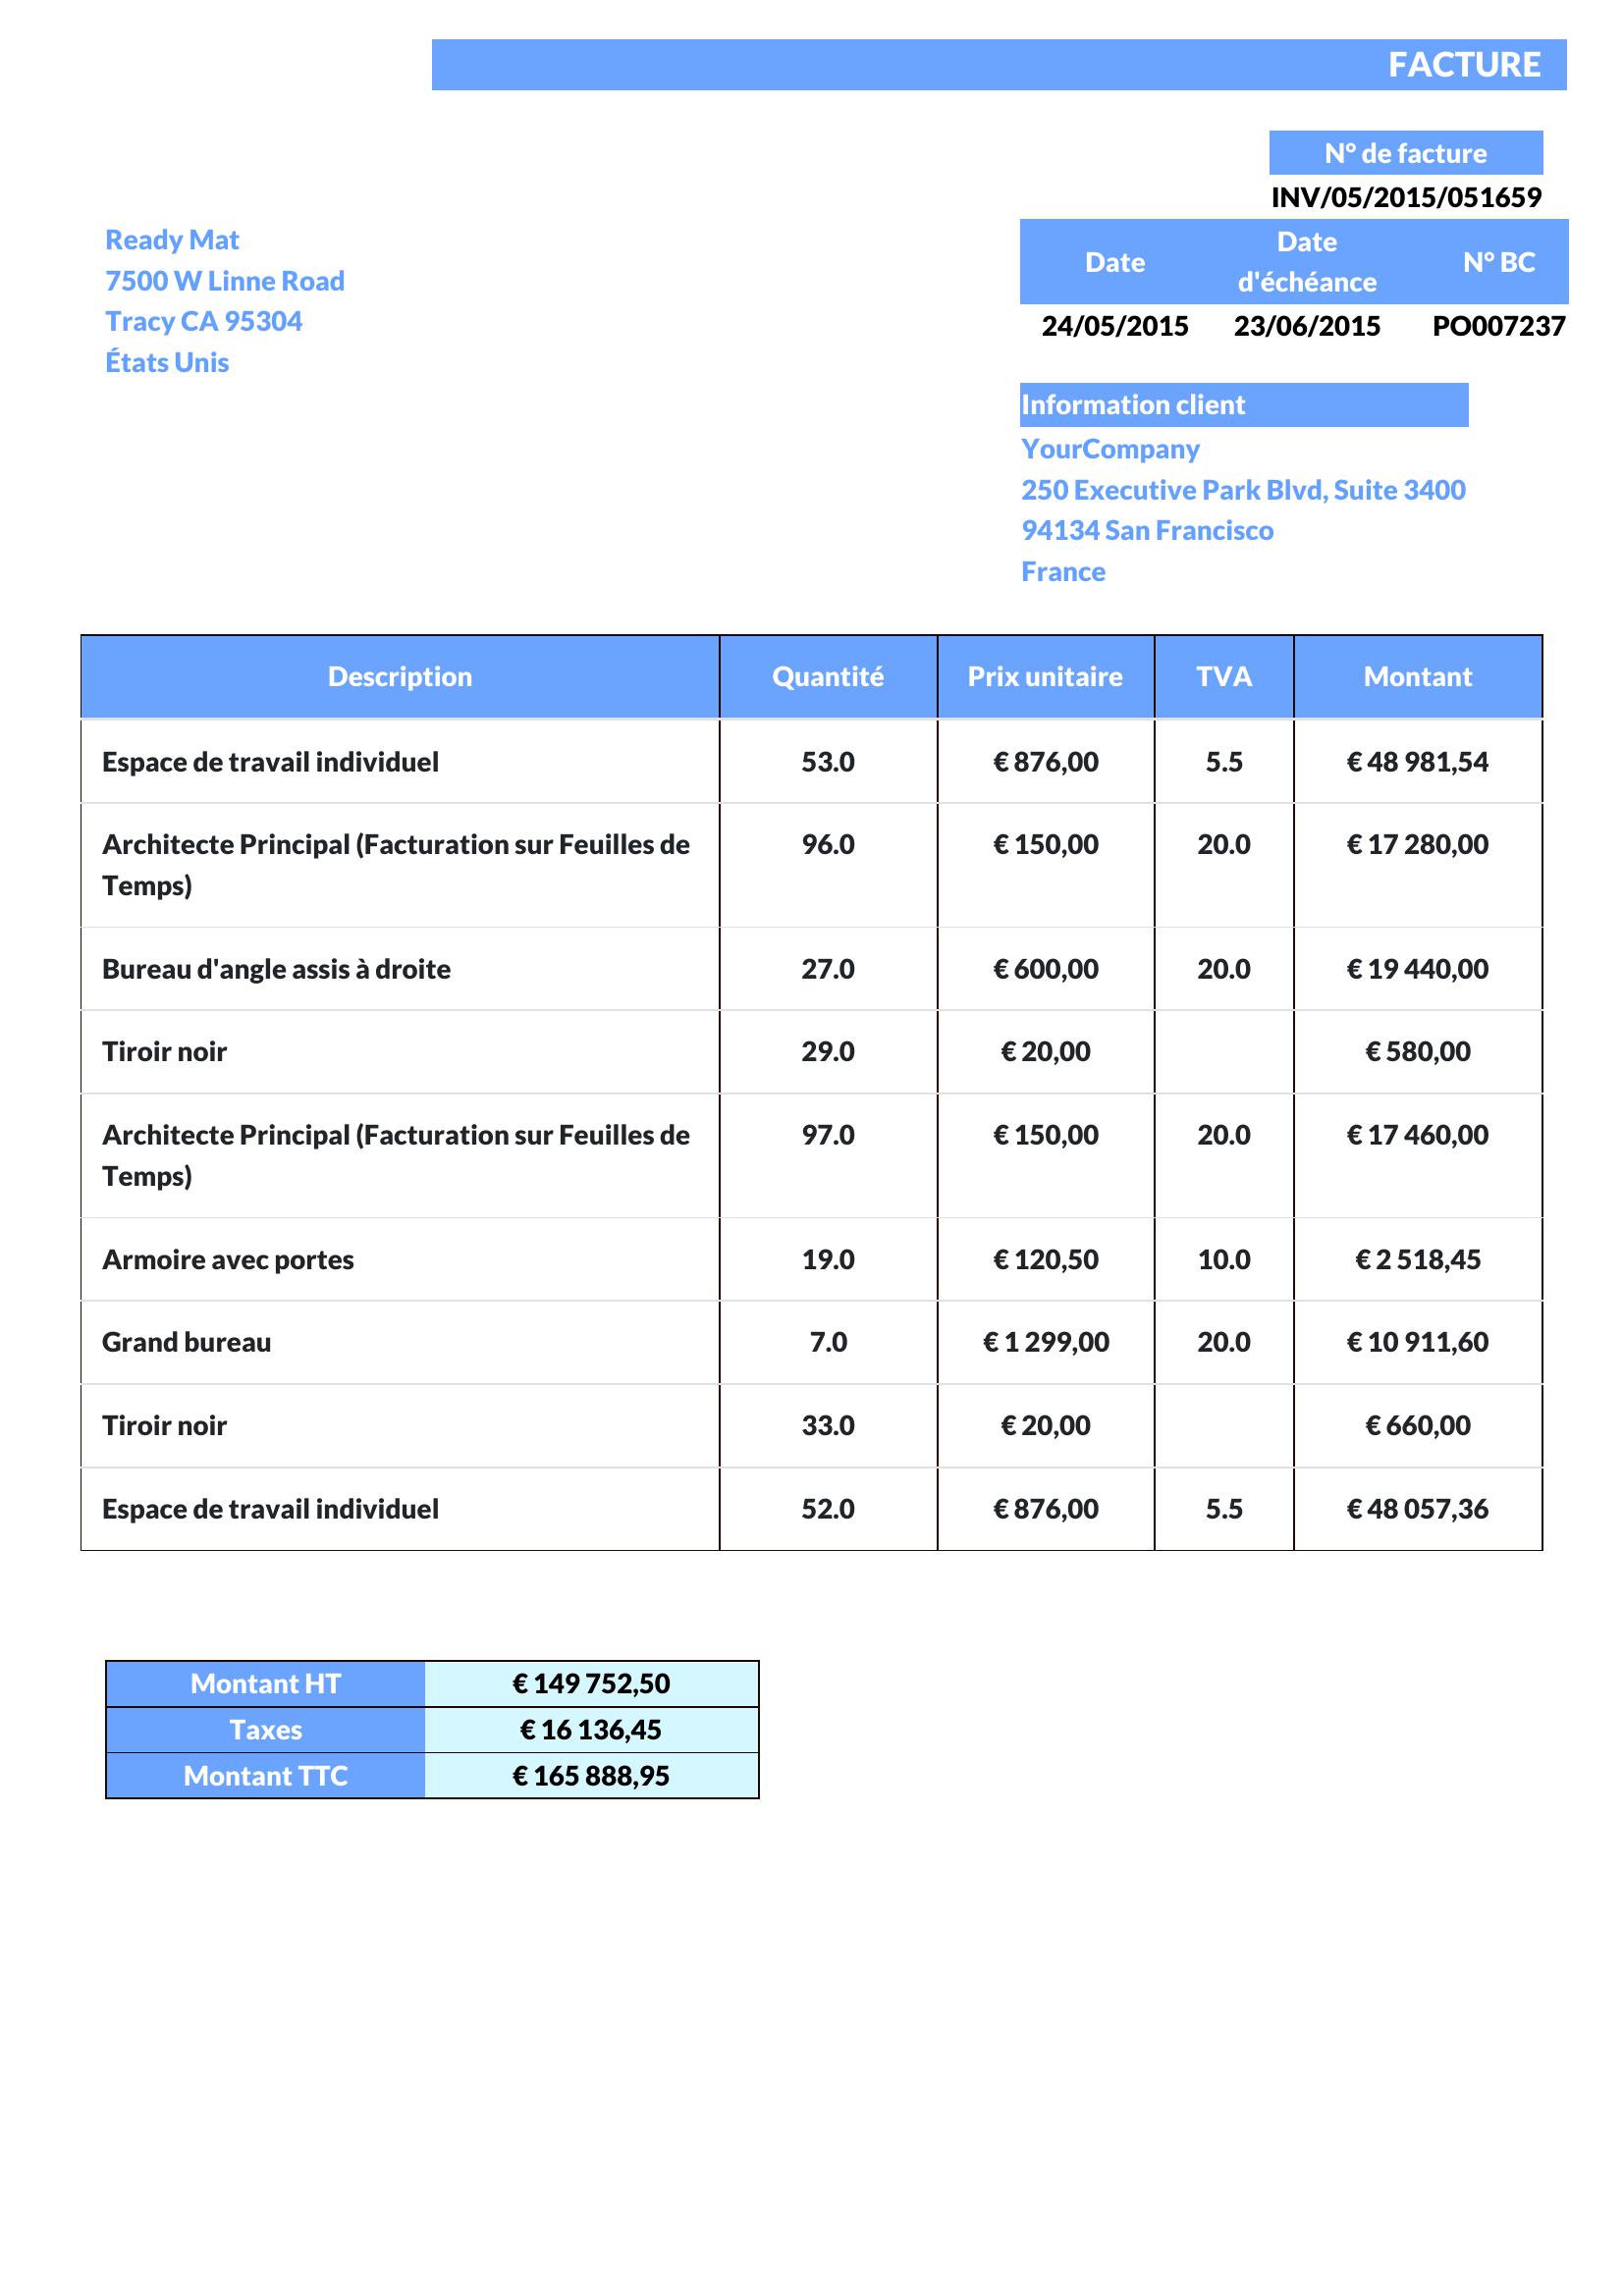 FACTURE
N° de facture
INV/05/2015/051659
Ready Mat
7500 W Linne Road
Tracy CA 95304
États Unis
Date Date d'échéance N° BC
24/05/2015 23/06/2015 PO007237
Information client
YourCompany
250 Executive Park Blvd, Suite 3400
94134 San Francisco
France
Description Quantité Prix unitaire TVA Montant
Espace de travail individuel 53.0 € 876,00 5.5 € 48 981,54
Architecte Principal (Facturation sur Feuilles de 96.0 € 150,00 20.0 € 17 280,00
Temps)
Bureau d'angle assis à droite 27.0 € 600,00 20.0 € 19 440,00
Tiroir noir 29.0 € 20,00 € 580,00
Architecte Principal (Facturation sur Feuilles de 97.0 € 150,00 20.0 € 17 460,00
Temps)
Armoire avec portes 19.0 € 120,50 10.0 € 2 518,45
Grand bureau 7.0 € 1 299,00 20.0 € 10 911,60
Tiroir noir 33.0 € 20,00 € 660,00
Espace de travail individuel 52.0 € 876,00 5.5 € 48 057,36
Montant HT € 149 752,50
Taxes € 16 136,45
Montant TTC € 165 888,95